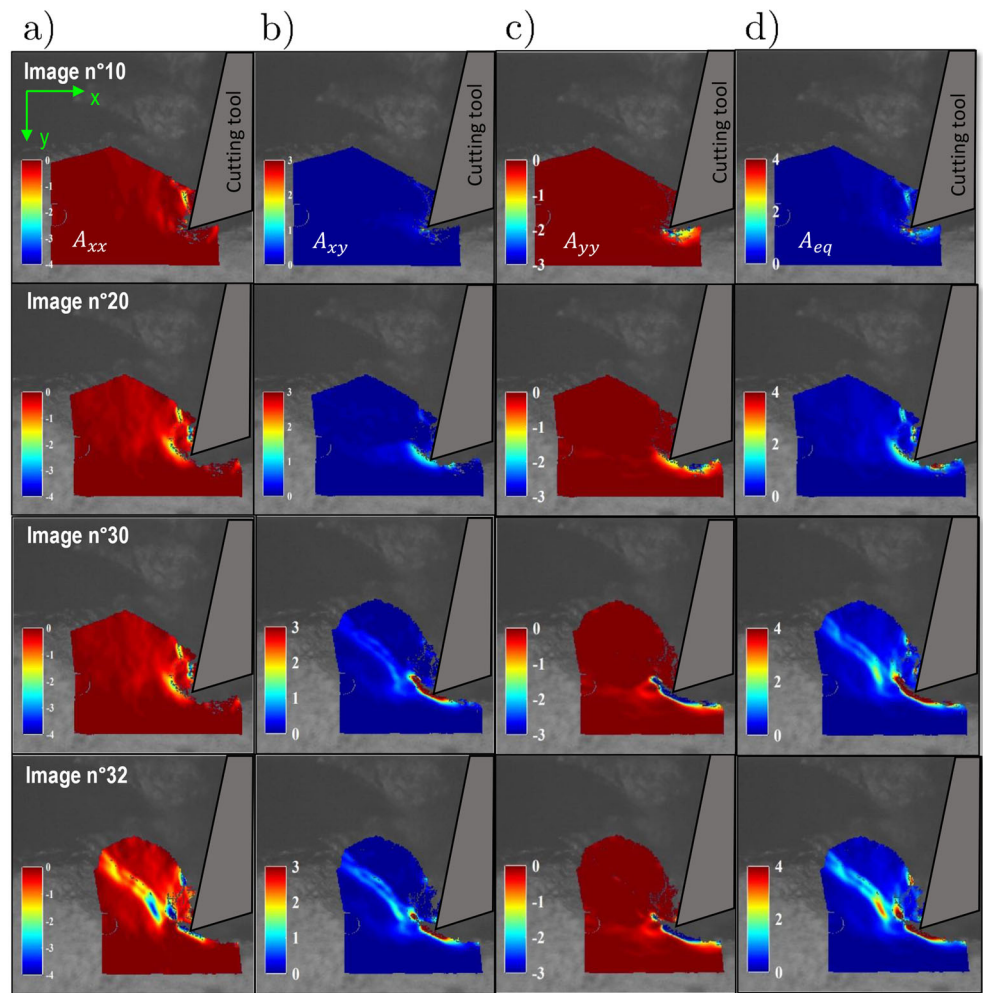 a) b) c) d)
Image n°10
x
y
Cutting tool
Cutting tool
Cutting tool
Cutting tool
0 -1 -2 -3 -4
3 2 1 0
0 -1 -2 -3
4 2 0
Axx
Axy
Ayy
Aeq
Image n°20
0 -1 -2 -3 -4
3 2 1 0
0 -1 -2 -3
4 2 0
Image n°30
0 -1 -2 -3 -4
3 2 1 0
0 -1 -2 -3
4 2 0
Image n°32
0 -1 -2 -3 -4
3 2 1 0
0 -1 -2 -3
4 2 0